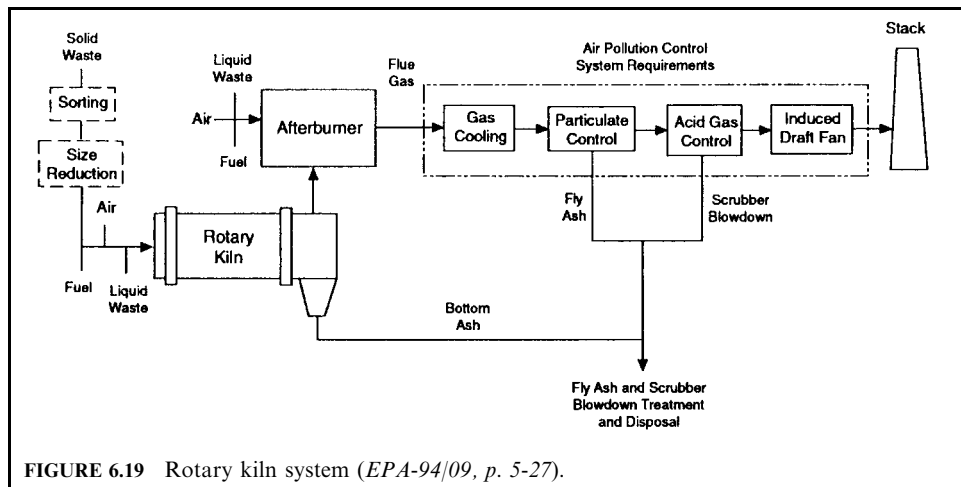 Solid
Waste
Sorting
Size
Reduction
Air
Fuel
Liquid
Waste
Rotary
Kiln
Liquid
Waste
Air
Fuel
Afterburner
Flue
Gas
Air Pollution Control
System Requirements
Gas
Cooling
Particulate
Control
Acid Gas
Control
Induced
Draft Fan
Stack
Fly
Ash
Scrubber
Blowdown
Bottom
Ash
Fly Ash and Scrubber
Blowdown Treatment
and Disposal
FIGURE 6.19 Rotary kiln system (EPA-94/09, p. 5-27).